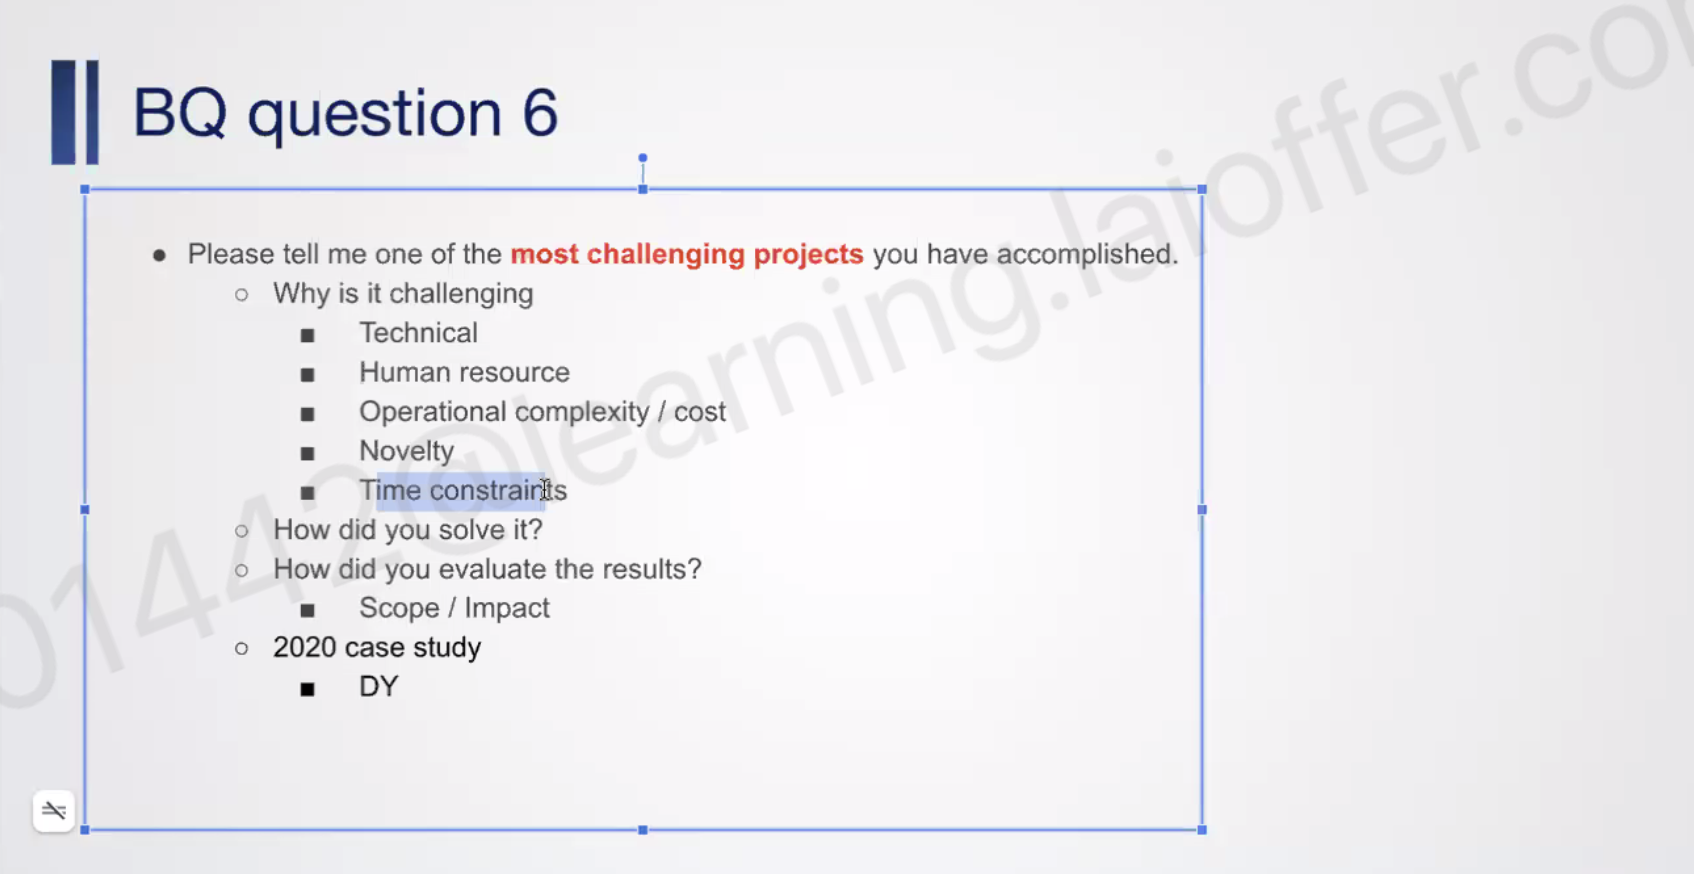 BQ question 6
● Please tell me one of the most challenging projects you have accomplished.
○ Why is it challenging
■ Technical
■ Human resource
■ Operational complexity / cost
■ Novelty
■ Time constraints
○ How did you solve it?
○ How did you evaluate the results?
■ Scope / Impact
○ 2020 case study
■ DY
01442@learning.laioffer.com